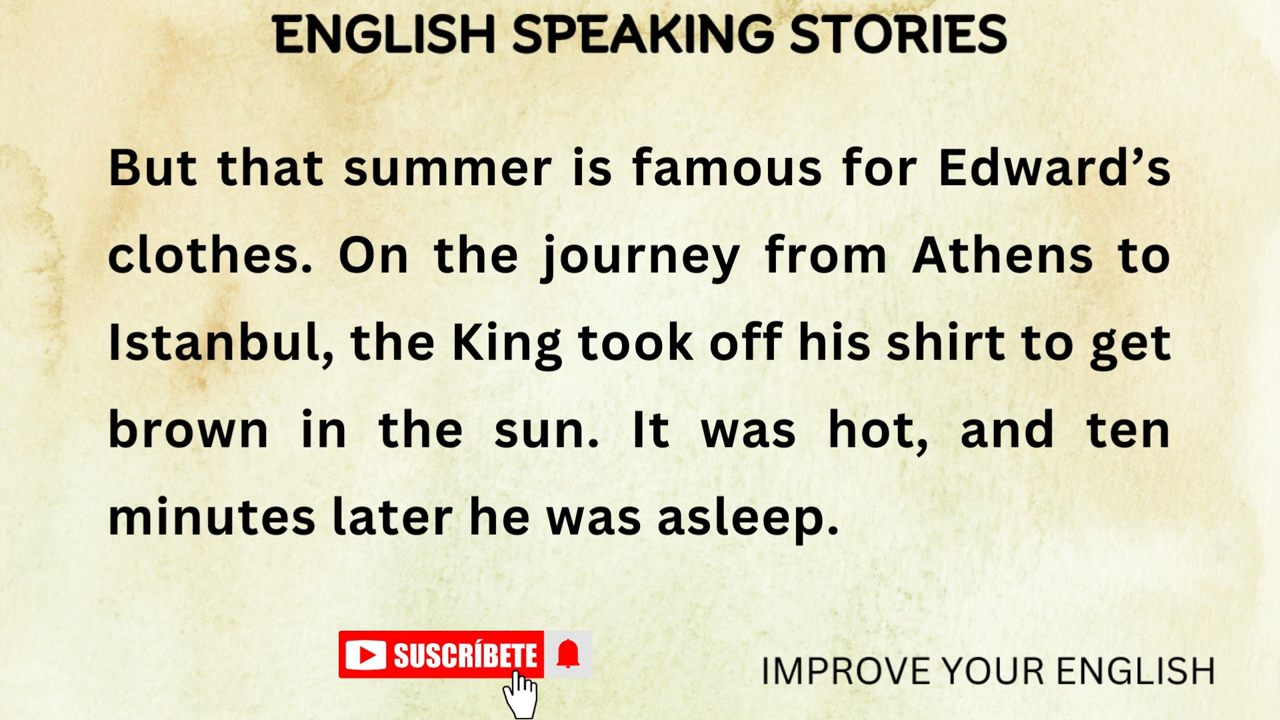 ENGLISH SPEAKING STORIES
But that summer is famous for Edward’s
clothes. On the journey from Athens to
Istanbul, the King took off his shirt to get
brown in the sun. It was hot, and ten
minutes later he was asleep.
SUSCRÍBETE
IMPROVE YOUR ENGLISH